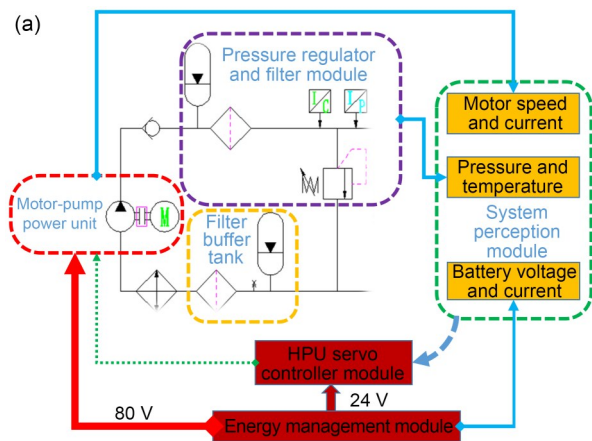 (a)
Pressure regulator
and filter module
I
C
I
P
Motor speed
and current
Pressure and
temperature
System
perception
module
Battery voltage
and current
Motor-pump
power unit
M
Filter
buffer
tank
HPU servo
controller module
24 V
80 V
Energy management module